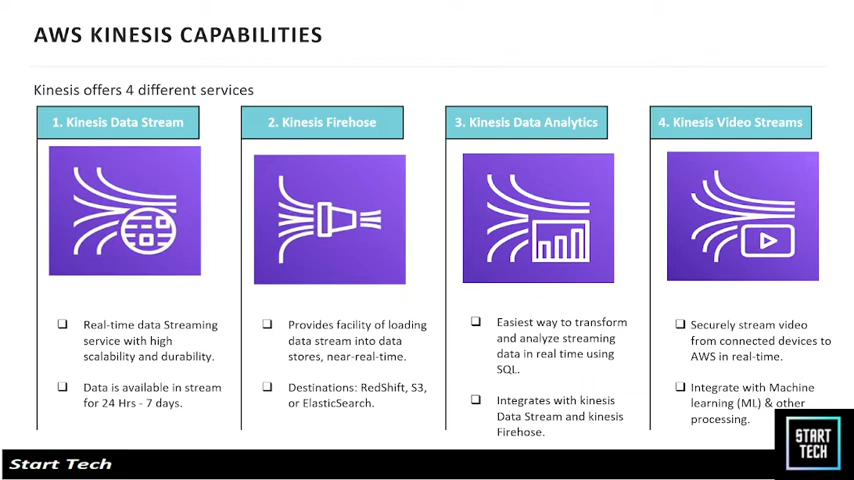 AWS KINESIS CAPABILITIES
Kinesis offers 4 different services
1. Kinesis Data Stream
Real-time data Streaming
service with high
scalability and durability.
Data is available in stream
for 24 Hrs - 7 days.
2. Kinesis Firehose
Provides facility of loading
data stream into data
stores, near-real-time.
Destinations: RedShift, S3,
or ElasticSearch.
3. Kinesis Data Analytics
Easiest way to transform
and analyze streaming
data in real time using
SQL.
Integrates with kinesis
Data Stream and kinesis
Firehose.
4. Kinesis Video Streams
Securely stream video
from connected devices to
AWS in real-time.
Integrate with Machine
learning (ML) & other
processing.
Start Tech
START
TECH